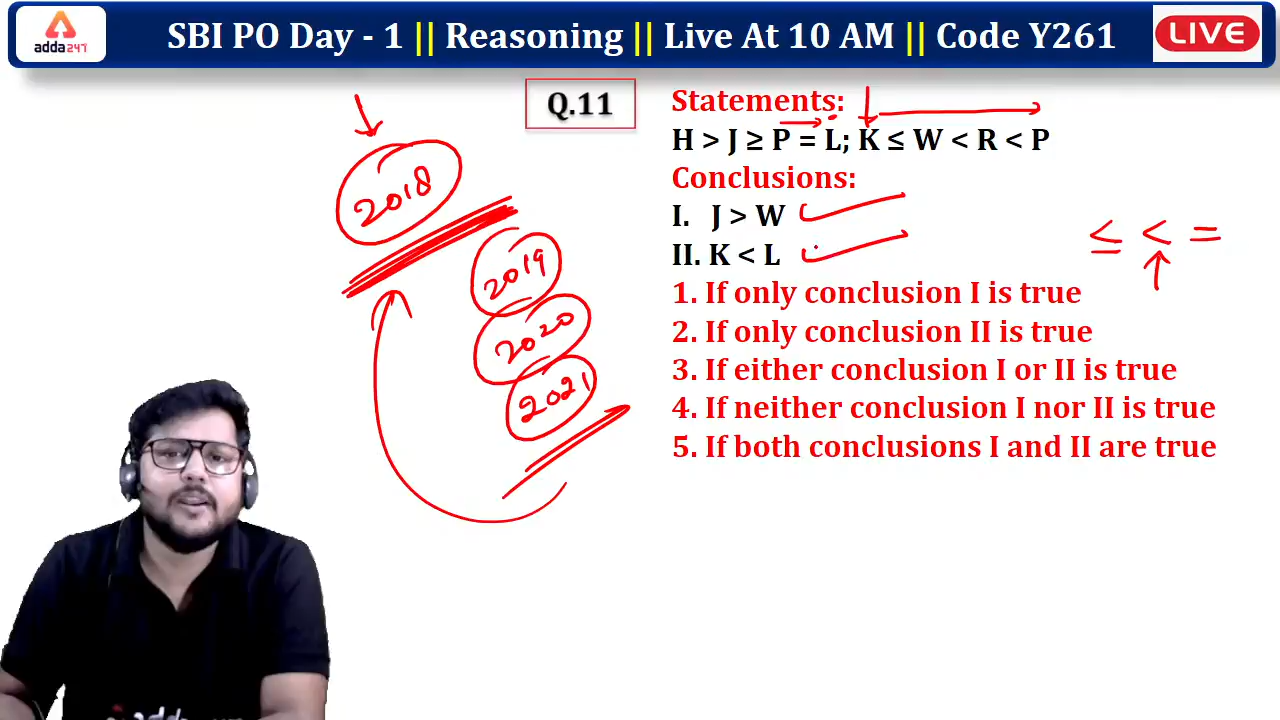 adda247
SBI PO Day - 1 || Reasoning || Live At 10 AM || Code Y261
LIVE
Q.11
Statements:
H > J ≥ P = L; K ≤ W < R < P
Conclusions:
I. J > W
II. K < L
1. If only conclusion I is true
2. If only conclusion II is true
3. If either conclusion I or II is true
4. If neither conclusion I nor II is true
5. If both conclusions I and II are true
2018
2019
2020
2021
≤ < =